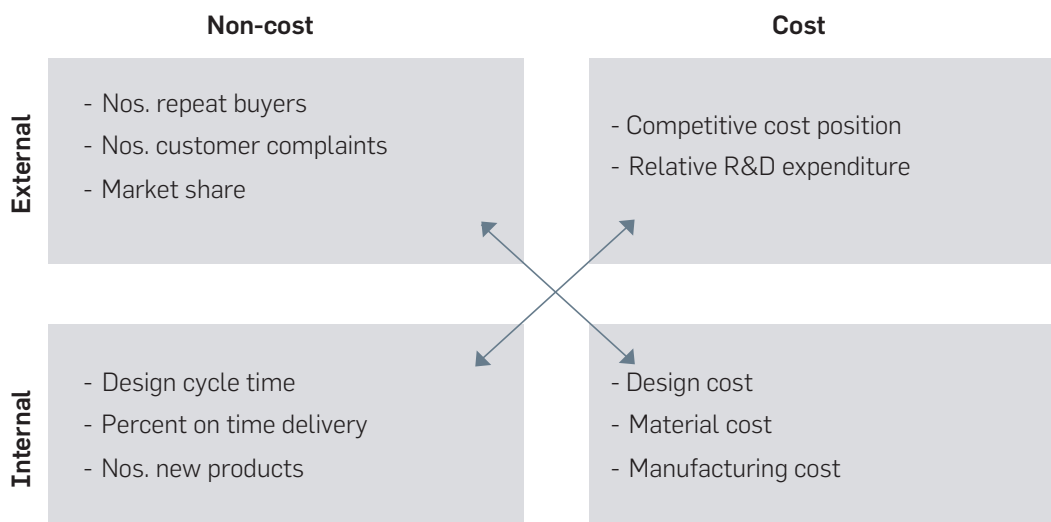 Non-cost
Cost
External
- Nos. repeat buyers
- Nos. customer complaints
- Market share
- Competitive cost position
- Relative R&D expenditure
Internal
- Design cycle time
- Percent on time delivery
- Nos. new products
- Design cost
- Material cost
- Manufacturing cost